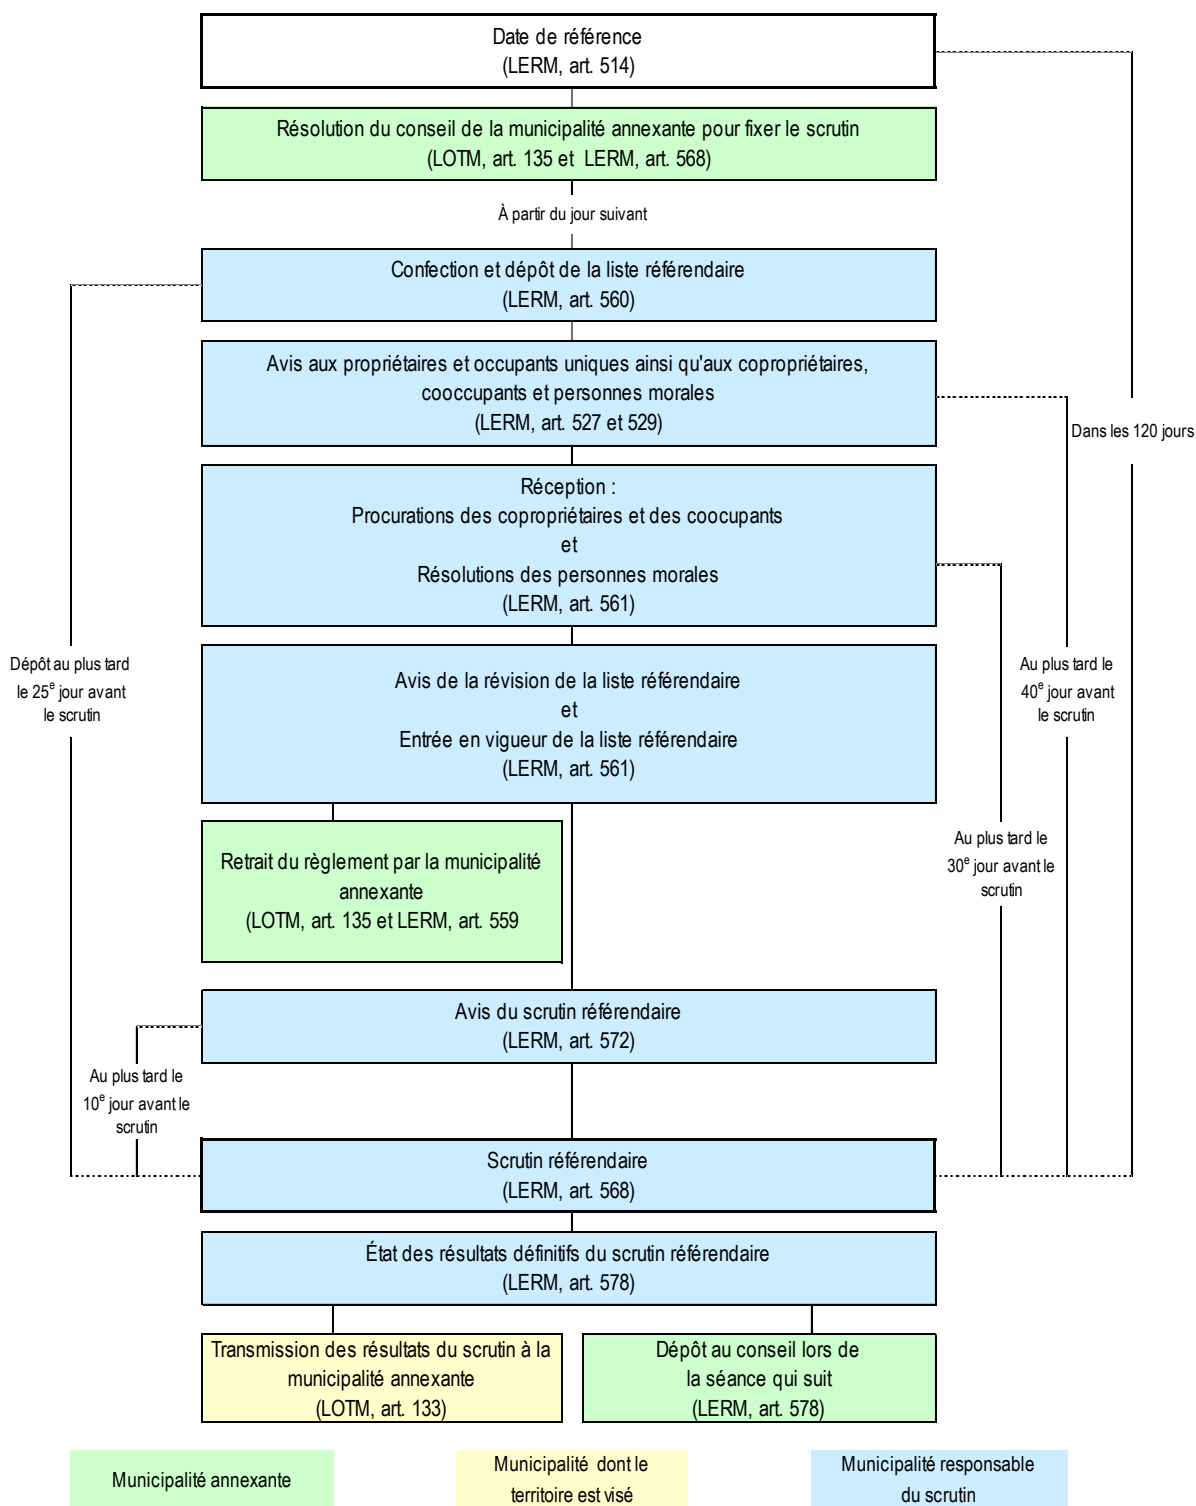 Date de référence
(LERM, art. 514)
Résolution du conseil de la municipalité annexante pour fixer le scrutin
(LOTM, art. 135 et LERM, art. 568)
À partir du jour suivant
Confection et dépôt de la liste référendaire
(LERM, art. 560)
Avis aux propriétaires et occupants uniques ainsi qu'aux copropriétaires,
cooccupants et personnes morales
(LERM, art. 527 et 529)
Dans les 120 jours
Réception :
Procurations des copropriétaires et des coocupants
et
Résolutions des personnes morales
(LERM, art. 561)
Dépôt au plus tard
le 25e jour avant
le scrutin
Avis de la révision de la liste référendaire
et
Entrée en vigueur de la liste référendaire
(LERM, art. 561)
Au plus tard le
40e jour avant
le scrutin
Retrait du règlement par la municipalité
annexante
(LOTM, art. 135 et LERM, art. 559
Au plus tard le
30e jour avant le
scrutin
Avis du scrutin référendaire
(LERM, art. 572)
Au plus tard le
10e jour avant le
scrutin
Scrutin référendaire
(LERM, art. 568)
État des résultats définitifs du scrutin référendaire
(LERM, art. 578)
Transmission des résultats du scrutin à la
municipalité annexante
(LOTM, art. 133)
Dépôt au conseil lors de
la séance qui suit
(LERM, art. 578)
Municipalité annexante
Municipalité dont le
territoire est visé
Municipalité responsable
du scrutin